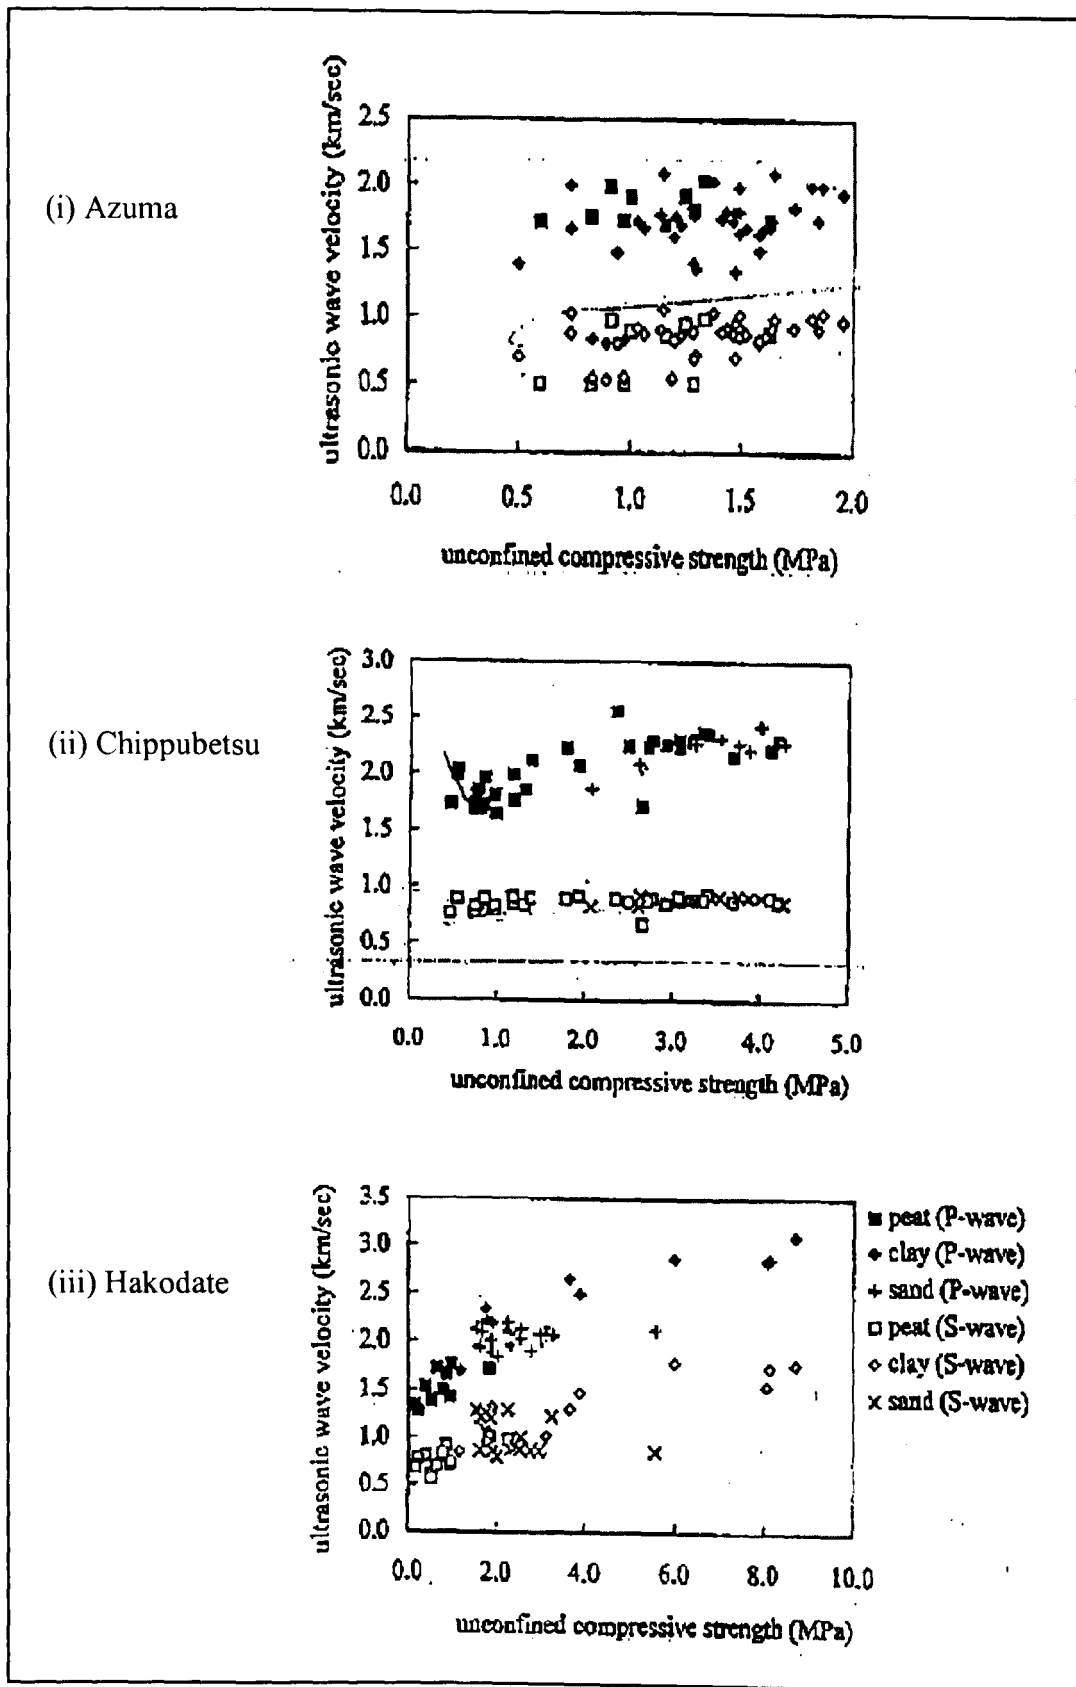 (i) Azuma
ultrasonic wave velocity (km/sec)
2.5
2.0
1.5
1.0
0.5
0.0
0.0 0.5 1.0 1.5 2.0
unconfined compressive strength (MPa)
(ii) Chippubetsu
ultrasonic wave velocity (km/sec)
3.0
2.5
2.0
1.5
1.0
0.5
0.0
0.0 1.0 2.0 3.0 4.0 5.0
unconfined compressive strength (MPa)
(iii) Hakodate
ultrasonic wave velocity (km/sec)
3.5
3.0
2.5
2.0
1.5
1.0
0.5
0.0
0.0 2.0 4.0 6.0 8.0 10.0
unconfined compressive strength (MPa)
peat (P-wave)
clay (P-wave)
sand (P-wave)
peat (S-wave)
clay (S-wave)
sand (S-wave)